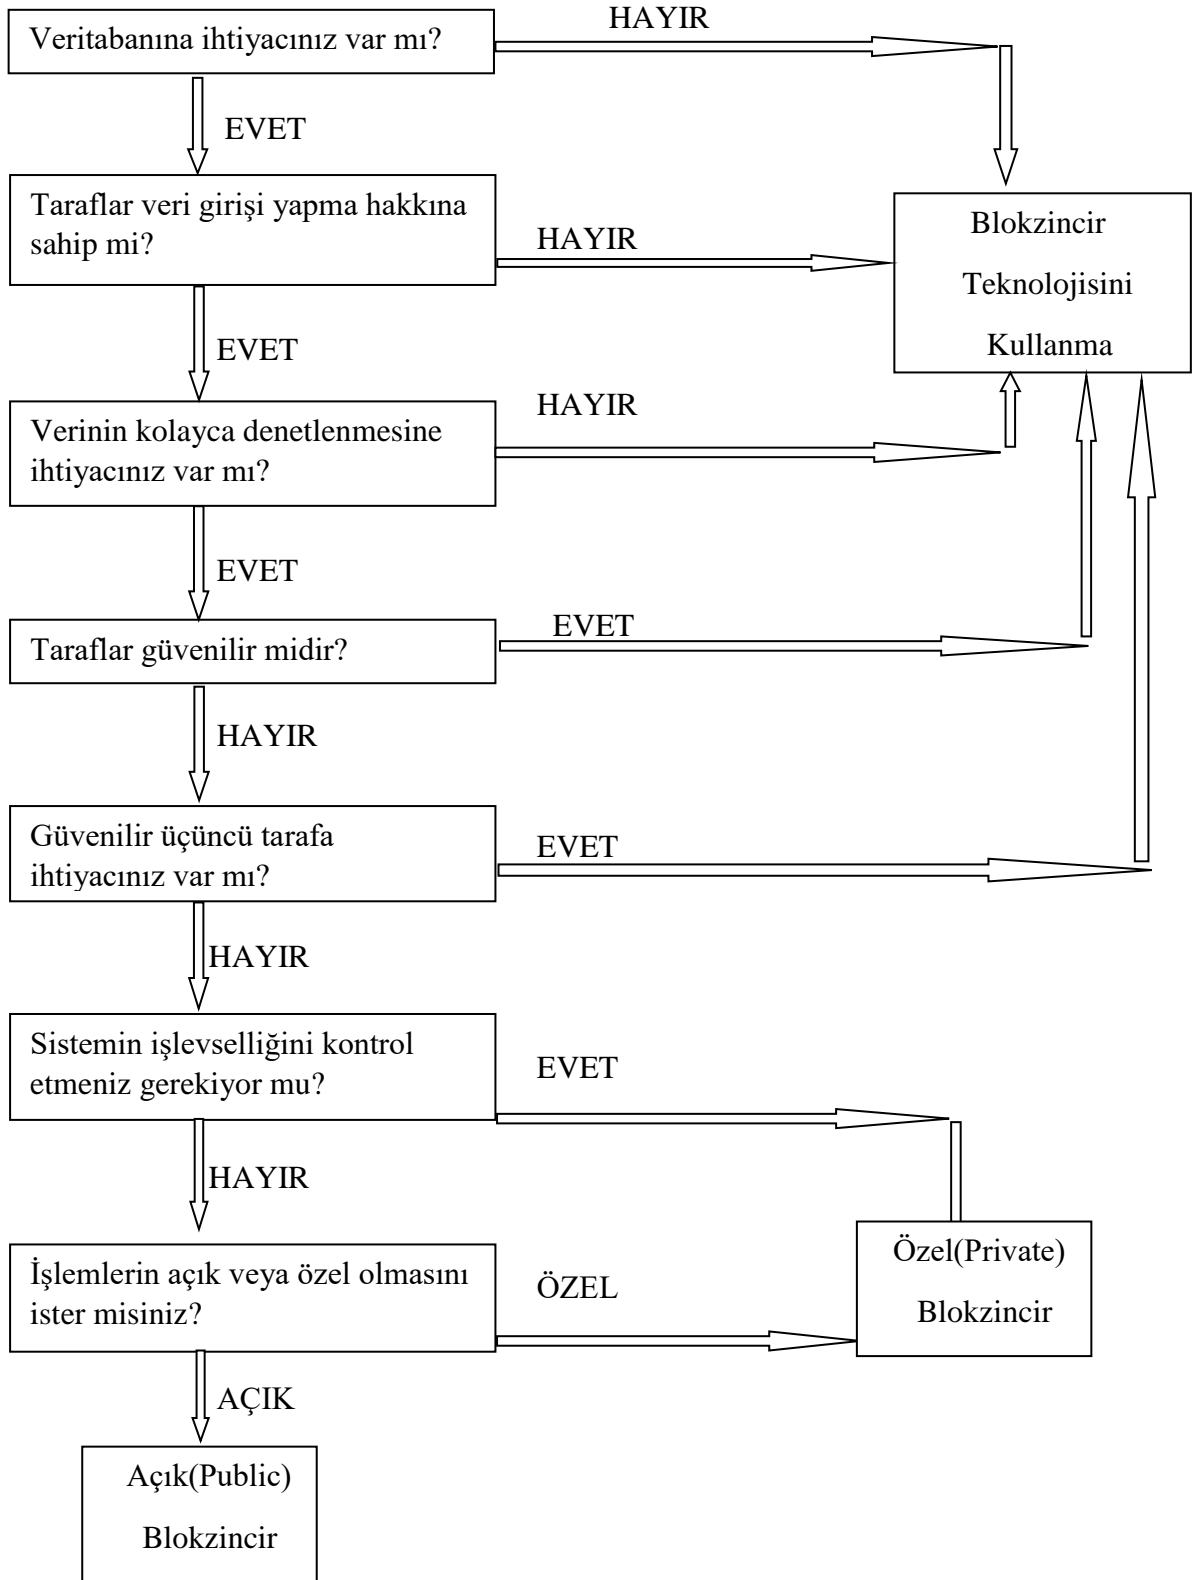 HAYIR
Veritabanına ihtiyacınız var mı?
EVET
Taraflar veri girişi yapma hakkına
sahip mi?
HAYIR
Blokzincir
Teknolojisini
Kullanma
EVET
Verinin kolayca denetlenmesine
ihtiyacınız var mı?
HAYIR
EVET
Taraflar güvenilir midir?
EVET
HAYIR
Güvenilir üçüncü tarafa
ihtiyacınız var mı?
EVET
HAYIR
Sistemin işlevselliğini kontrol
etmeniz gerekiyor mu?
EVET
HAYIR
İşlemlerin açık veya özel olmasını
ister misiniz?
ÖZEL
Özel(Private)
Blokzincir
AÇIK
Açık(Public)
Blokzincir